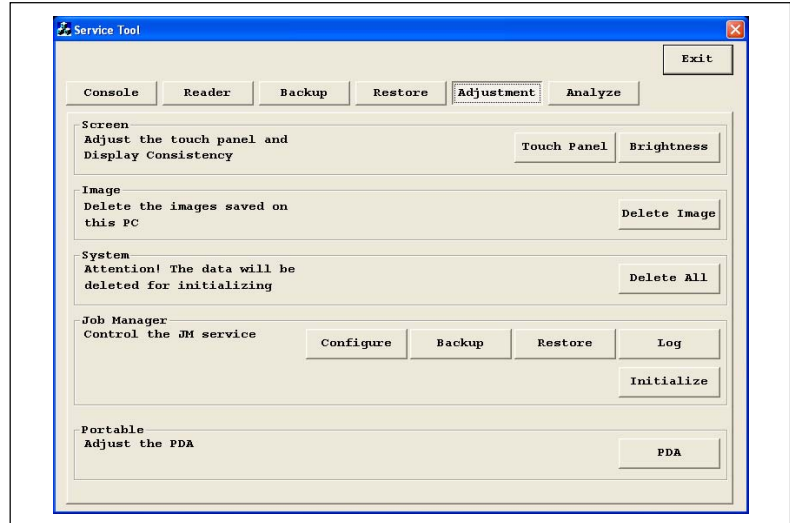 Service Tool
Exit
Console Reader Backup Restore Adjustment Analyze
Screen
Adjust the touch panel and
Display Consistency
Touch Panel Brightness
Image
Delete the images saved on
this PC
Delete Image
System
Attention! The data will be
deleted for initializing
Delete All
Job Manager
Control the JM service
Configure Backup Restore Log
Initialize
Portable
Adjust the PDA
PDA